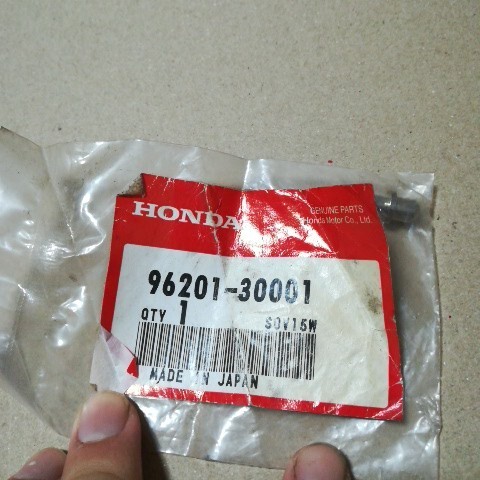 HONDA
GENUINE PARTS
Honda Motor Co., Ltd.
96201-30001
QTY 1
SOV15W
MADE IN JAPAN